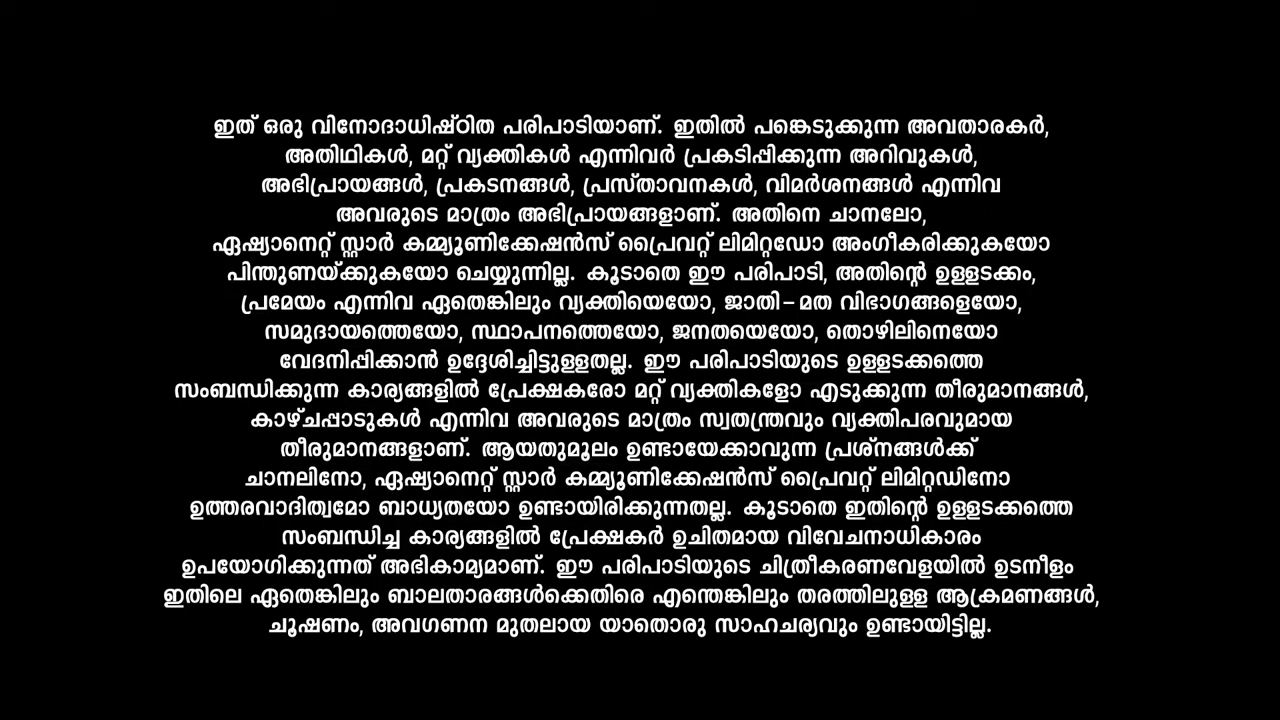 ഇത് ഒരു വിനോദാധിഷ്ഠിത പരിപാടിയാണ്. ഇതിൽ പങ്കെടുക്കുന്ന അവതാരകർ,
അതിഥികൾ, മറ്റ് വ്യക്തികൾ എന്നിവർ പ്രകടിപ്പിക്കുന്ന അറിവുകൾ,
അഭിപ്രായങ്ങൾ, പ്രകടനങ്ങൾ, പ്രസ്താവനകൾ, വിമർശനങ്ങൾ എന്നിവ
അവരുടെ മാത്രം അഭിപ്രായങ്ങളാണ്. അതിനെ ചാനലോ,
ഏഷ്യാനെറ്റ് സ്റ്റാർ കമ്മ്യൂണിക്കേഷൻസ് പ്രൈവറ്റ് ലിമിറ്റഡോ അംഗീകരിക്കുകയോ
പിന്തുണയ്ക്കുകയോ ചെയ്യുന്നില്ല. കൂടാതെ ഈ പരിപാടി, അതിന്റെ ഉള്ളടക്കം,
പ്രമേയം എന്നിവ ഏതെങ്കിലും വ്യക്തിയെയോ, ജാതി – മത വിഭാഗങ്ങളെയോ,
സമുദായത്തെയോ, സ്ഥാപനത്തെയോ, ജനതയെയോ, തൊഴിലിനെയോ
വേദനിപ്പിക്കാൻ ഉദ്ദേശിച്ചിട്ടുള്ളതല്ല. ഈ പരിപാടിയുടെ ഉള്ളടക്കത്തെ
സംബന്ധിക്കുന്ന കാര്യങ്ങളിൽ പ്രേക്ഷകരോ മറ്റ് വ്യക്തികളോ എടുക്കുന്ന തീരുമാനങ്ങൾ,
കാഴ്ചപ്പാടുകൾ എന്നിവ അവരുടെ മാത്രം സ്വതന്ത്രവും വ്യക്തിപരവുമായ
തീരുമാനങ്ങളാണ്. ആയതുമൂലം ഉണ്ടായേക്കാവുന്ന പ്രശ്നങ്ങൾക്ക്
ചാനലിനോ, ഏഷ്യാനെറ്റ് സ്റ്റാർ കമ്മ്യൂണിക്കേഷൻസ് പ്രൈവറ്റ് ലിമിറ്റഡിനോ
ഉത്തരവാദിത്വമോ ബാധ്യതയോ ഉണ്ടായിരിക്കുന്നതല്ല. കൂടാതെ ഇതിന്റെ ഉള്ളടക്കത്തെ
സംബന്ധിച്ച കാര്യങ്ങളിൽ പ്രേക്ഷകർ ഉചിതമായ വിവേചനാധികാരം
ഉപയോഗിക്കുന്നത് അഭികാമ്യമാണ്. ഈ പരിപാടിയുടെ ചിത്രീകരണവേളയിൽ ഉടനീളം
ഇതിലെ ഏതെങ്കിലും ബാലതാരങ്ങൾക്കെതിരെ എന്തെങ്കിലും തരത്തിലുള്ള ആക്രമണങ്ങൾ,
ചൂഷണം, അവഗണന മുതലായ യാതൊരു സാഹചര്യവും ഉണ്ടായിട്ടില്ല.